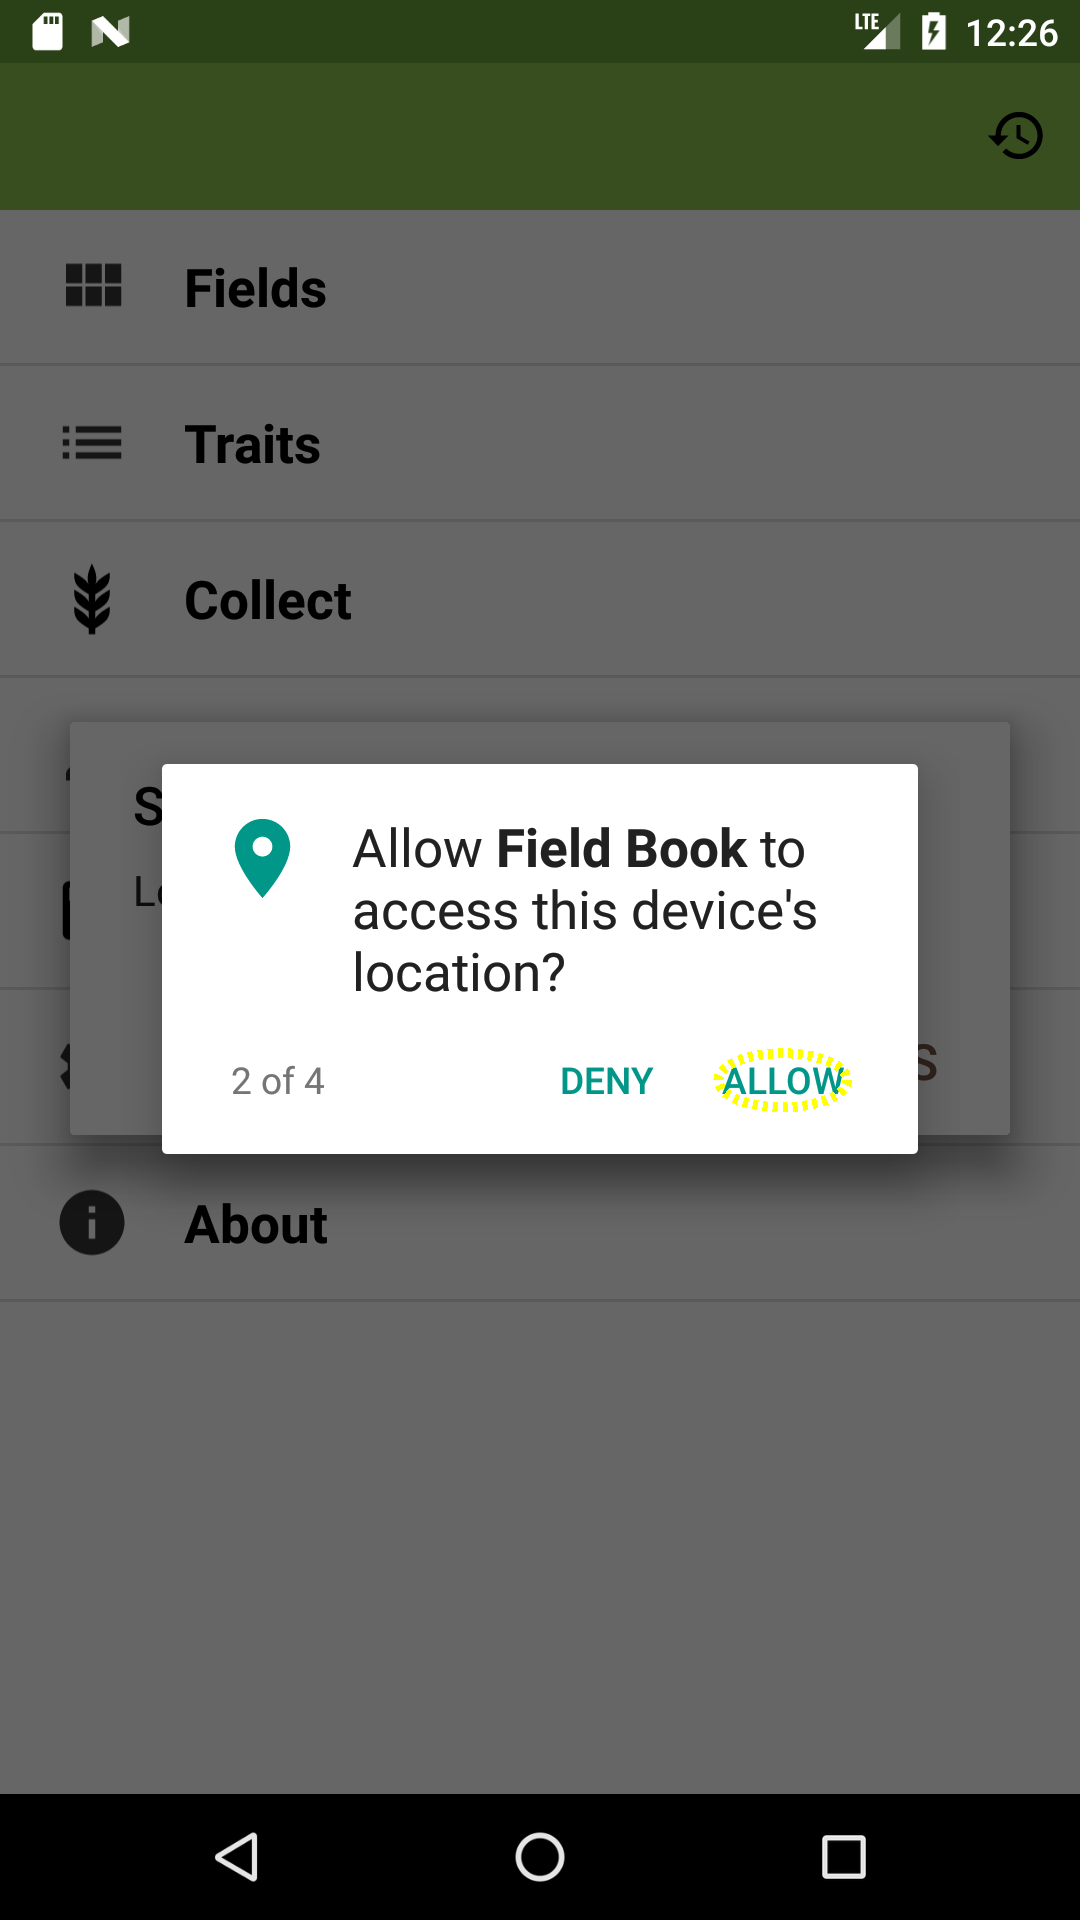 LTE 12:26
Fields
Traits
Collect
Allow Field Book to
access this device's
location?
2 of 4 DENY ALLOW
About